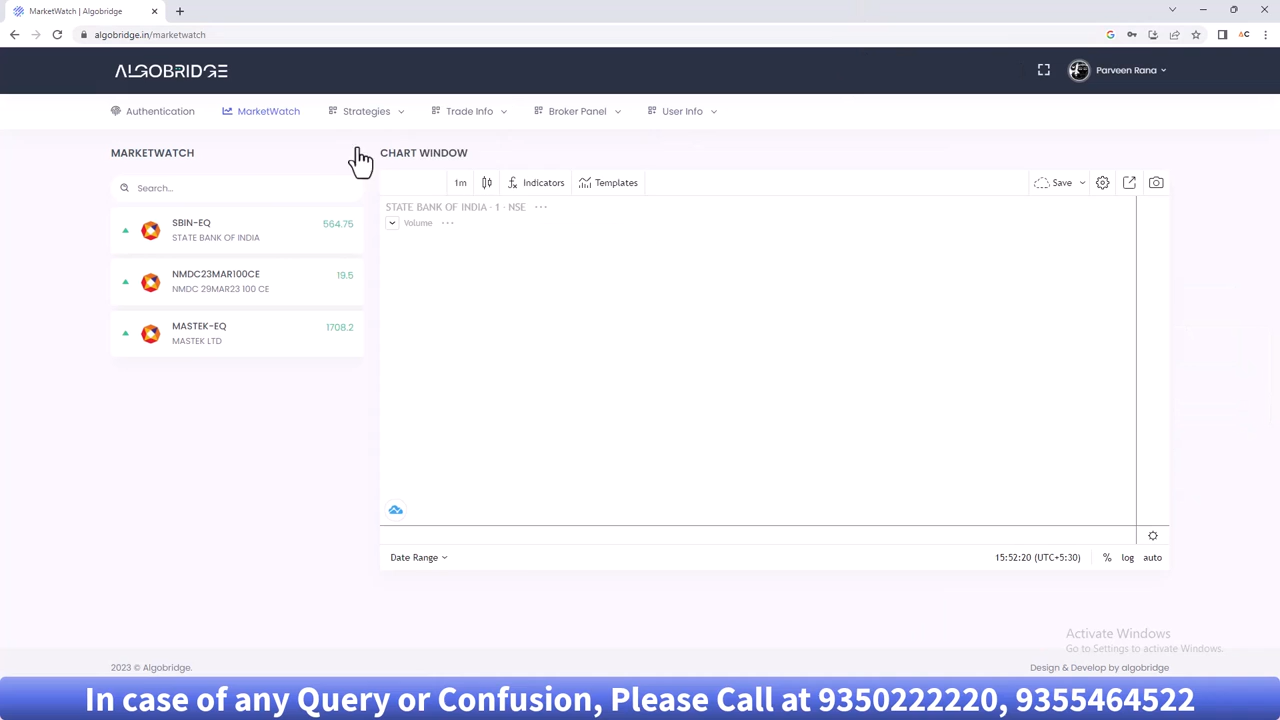 MarketWatch | Algobridge
algobridge.in/marketwatch
ALGOBRIDGE
Parveen Rana
Authentication
MarketWatch
Strategies
Trade Info
Broker Panel
User Info
MARKETWATCH
CHART WINDOW
Search...
1m
Indicators
Templates
Save
SBIN-EQ
564.75
STATE BANK OF INDIA
NMDC23MAR100CE
19.5
NMDC 29MAR23 100 CE
MASTEK-EQ
1708.2
MASTEK LTD
STATE BANK OF INDIA · 1 · NSE
Volume
Date Range
15:52:20 (UTC+5:30)
%
log
auto
Activate Windows
Go to Settings to activate Windows.
2023 © Algobridge.
Design & Develop by algobridge
In case of any Query or Confusion, Please Call at 9350222220, 9355464522